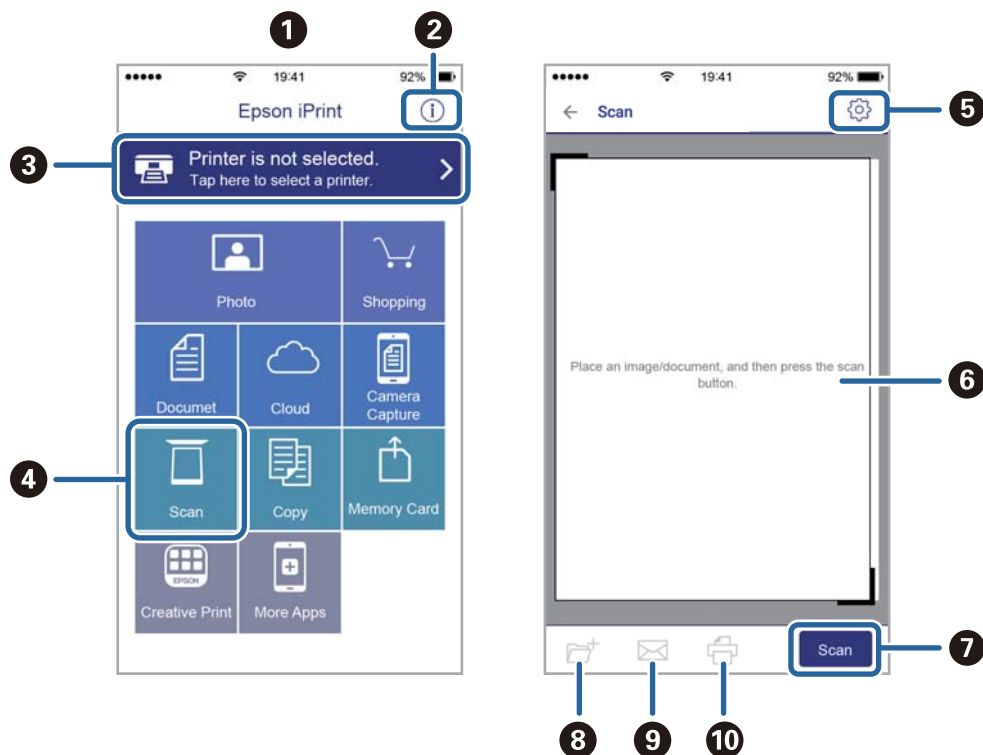 1
2
●●●●● 19:41 92%
Epson iPrint
i
3
Printer is not selected.
Tap here to select a printer.
Photo
Shopping
Documet
Cloud
Camera
Capture
4
Scan
Copy
Memory Card
EPSON
Creative Print
More Apps
●●●●● 19:41 92%
← Scan
5
Place an image/document, and then press the scan
button.
6
Scan
7
8
9
10